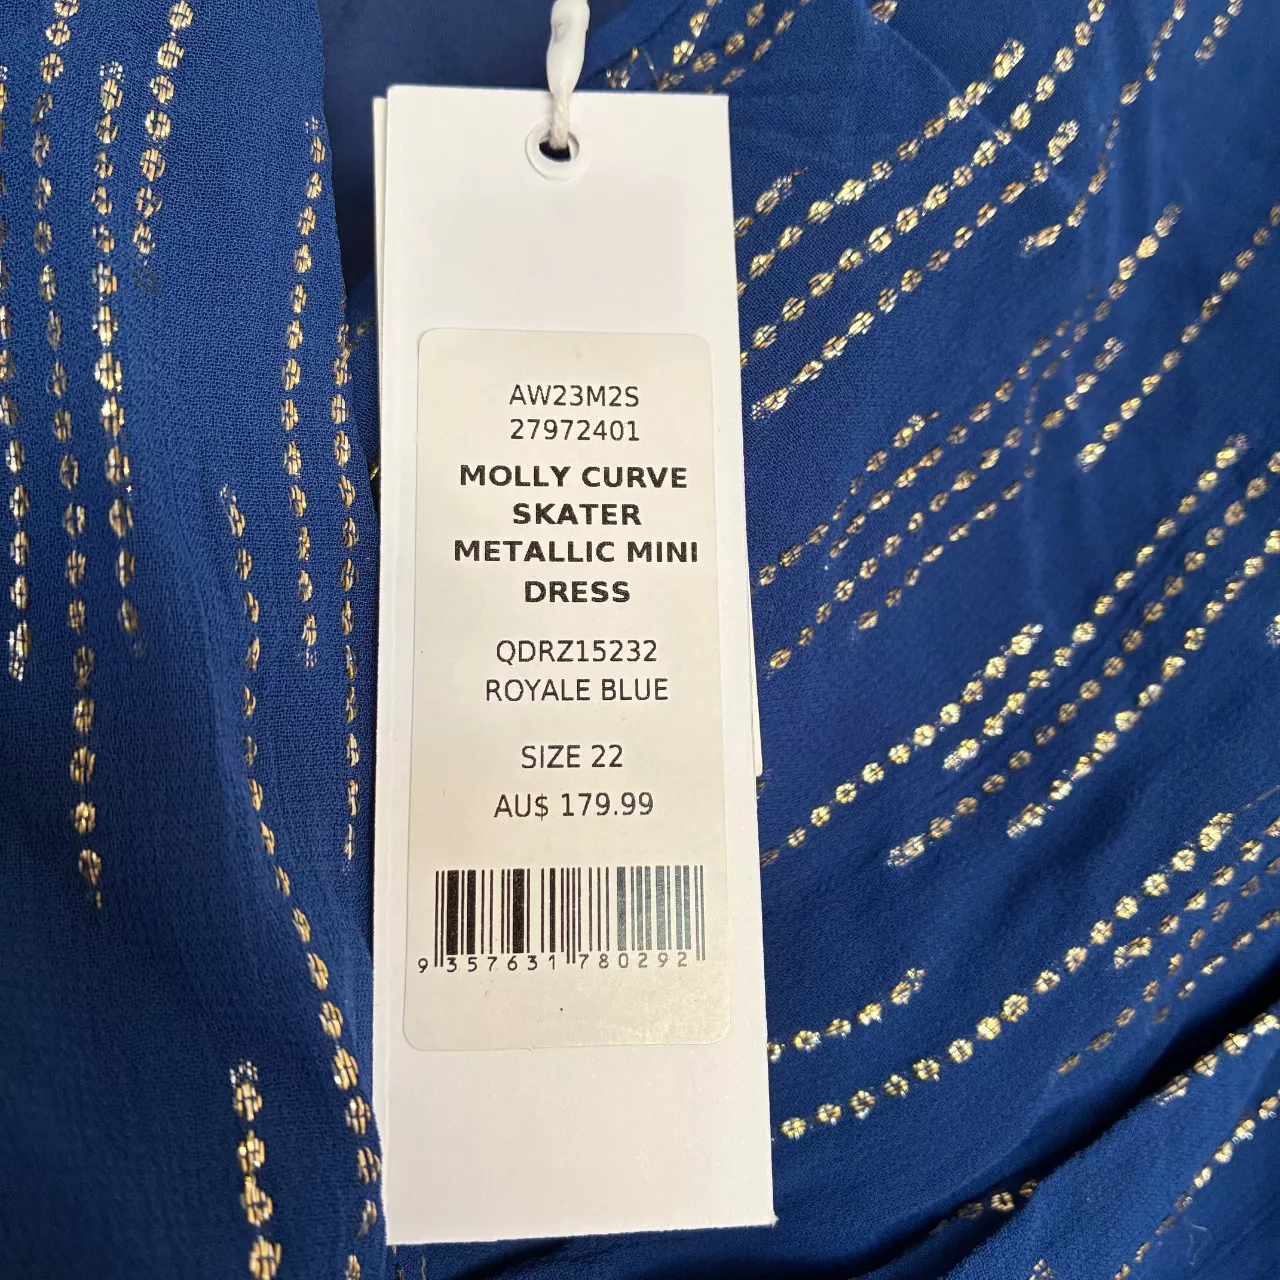 AW23M2S
27972401
MOLLY CURVE
SKATER
METALLIC MINI
DRESS
QDRZ15232
ROYALE BLUE
SIZE 22
AU$ 179.99
9 357631 780292